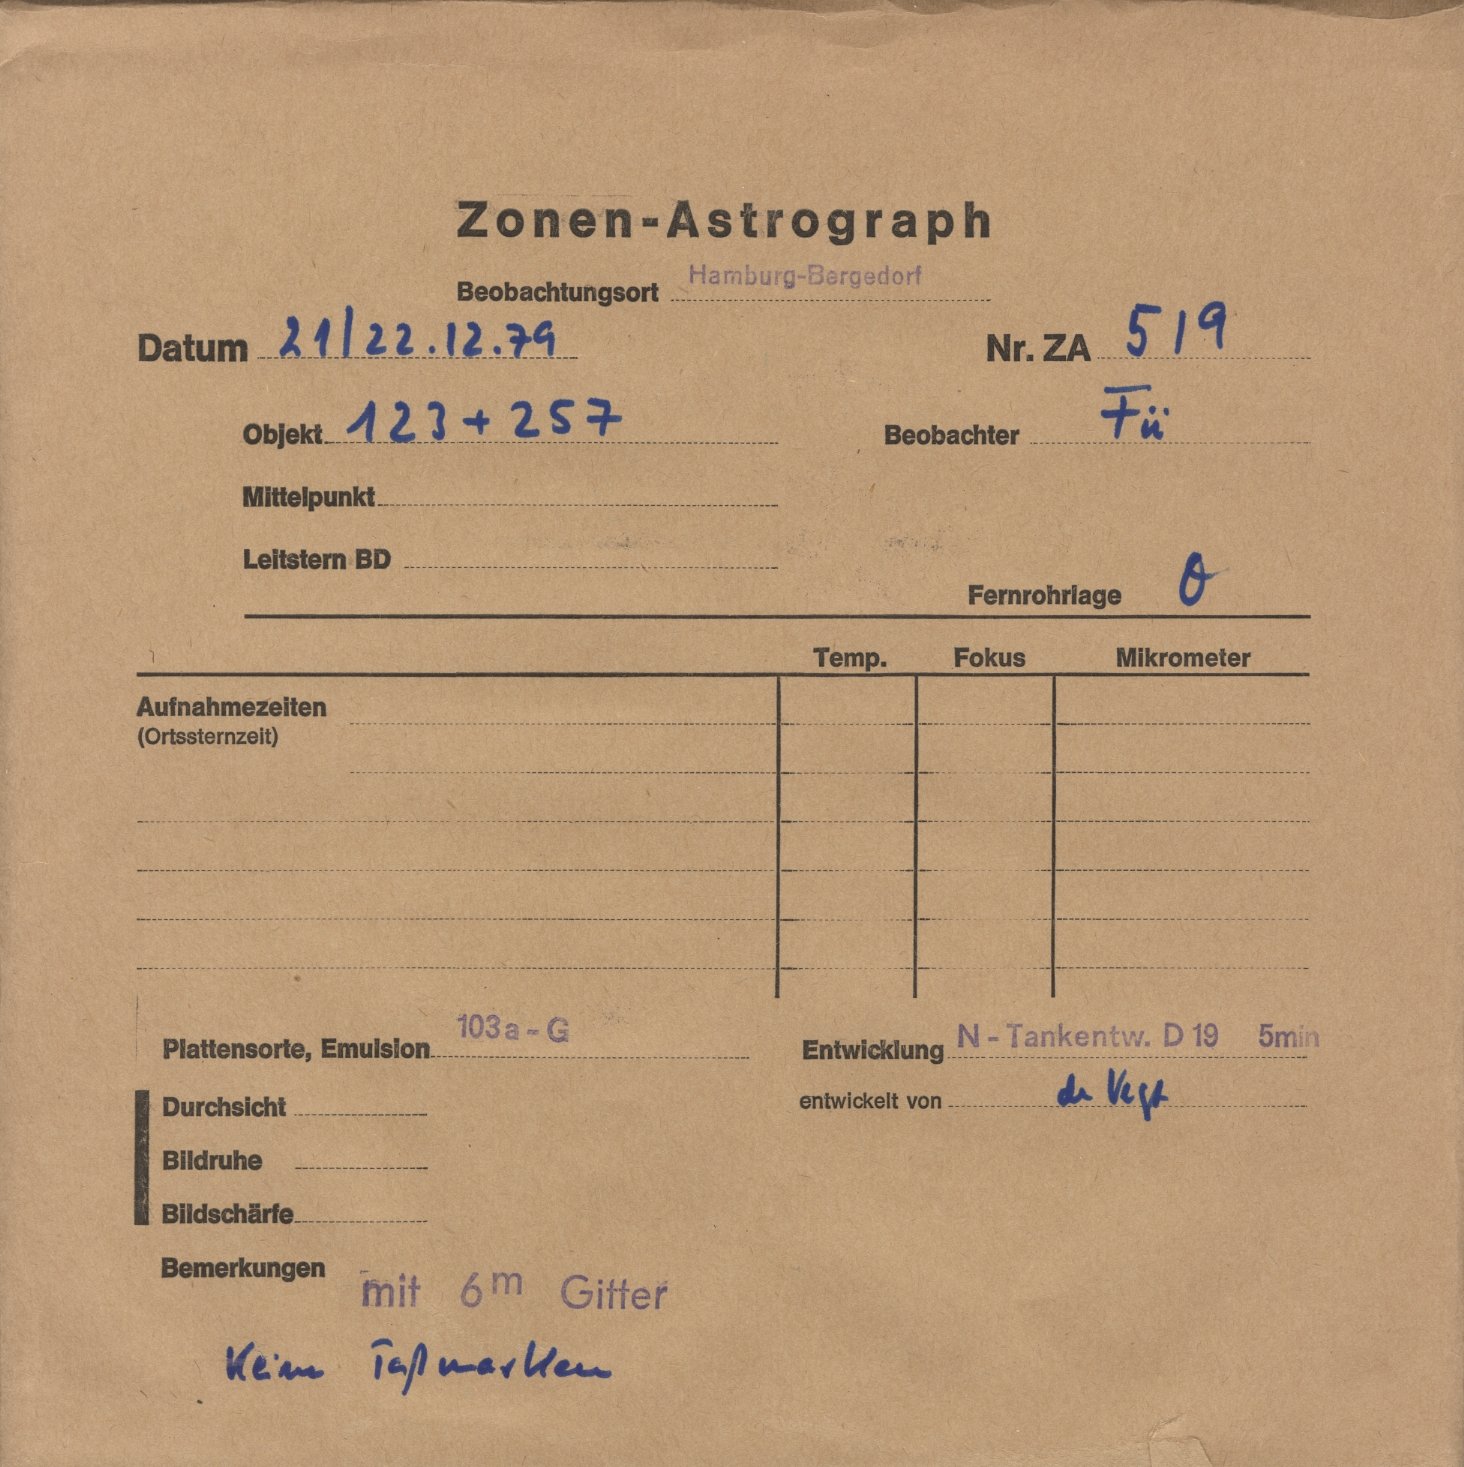 Zonen-Astrograph
Beobachtungsort Hamburg-Bergedorf
Datum 21/22.12.79 Nr. ZA 519
Objekt 123+257 Beobachter Fü
Mittelpunkt
Leitstern BD
Fernrohrlage
Temp. Fokus Mikrometer
Aufnahmezeiten
(Ortssternzeit)
Plattensorte, Emulsion 103a-G Entwicklung N-Tankentw. D 19 5min
Durchsicht entwickelt von de Vegt
Bildruhe
Bildschärfe
Bemerkungen mit 6m Gitter
Keine